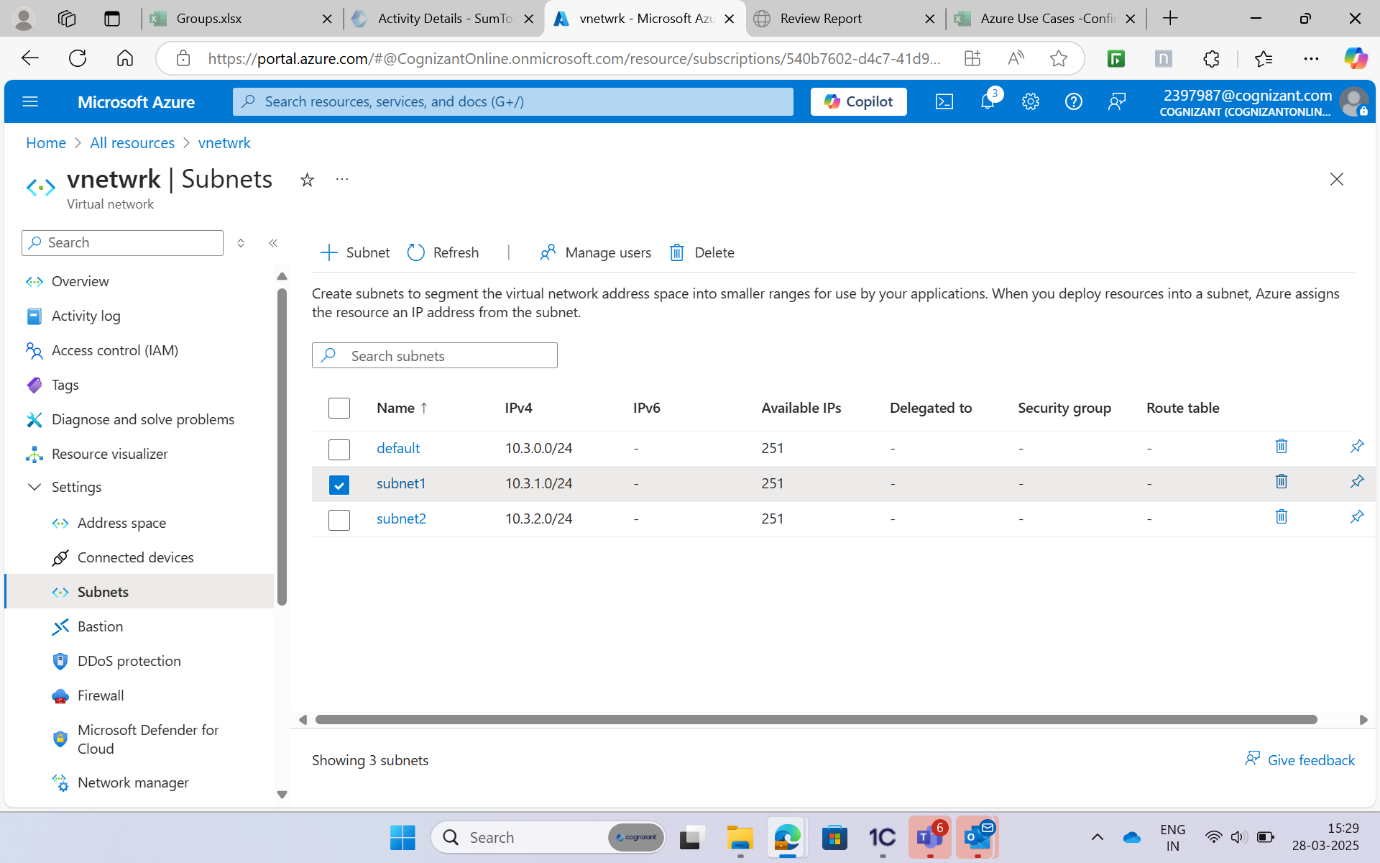 Groups.xlsx
Activity Details - SumTo
vnetwrk - Microsoft Azu
Review Report
Azure Use Cases -Confi
https://portal.azure.com/#@CognizantOnline.onmicrosoft.com/resource/subscriptions/540b7602-d4c7-41d9...
Microsoft Azure
Search resources, services, and docs (G+/)
Copilot
3
2397987@cognizant.com
COGNIZANT (COGNIZANTONLIN...
Home > All resources > vnetwrk
vnetwrk | Subnets
Virtual network
Search
Overview
Activity log
Access control (IAM)
Tags
Diagnose and solve problems
Resource visualizer
Settings
Address space
Connected devices
Subnets
Bastion
DDoS protection
Firewall
Microsoft Defender for
Cloud
Network manager
+ Subnet Refresh | Manage users Delete
Create subnets to segment the virtual network address space into smaller ranges for use by your applications. When you deploy resources into a subnet, Azure assigns
the resource an IP address from the subnet.
Search subnets
Name ↑ IPv4 IPv6 Available IPs Delegated to Security group Route table
default 10.3.0.0/24 - 251 - - -
subnet1 10.3.1.0/24 - 251 - - -
subnet2 10.3.2.0/24 - 251 - - -
Showing 3 subnets
Give feedback
Search
cognizant
1C
6
ENG
IN
15:29
28-03-2025